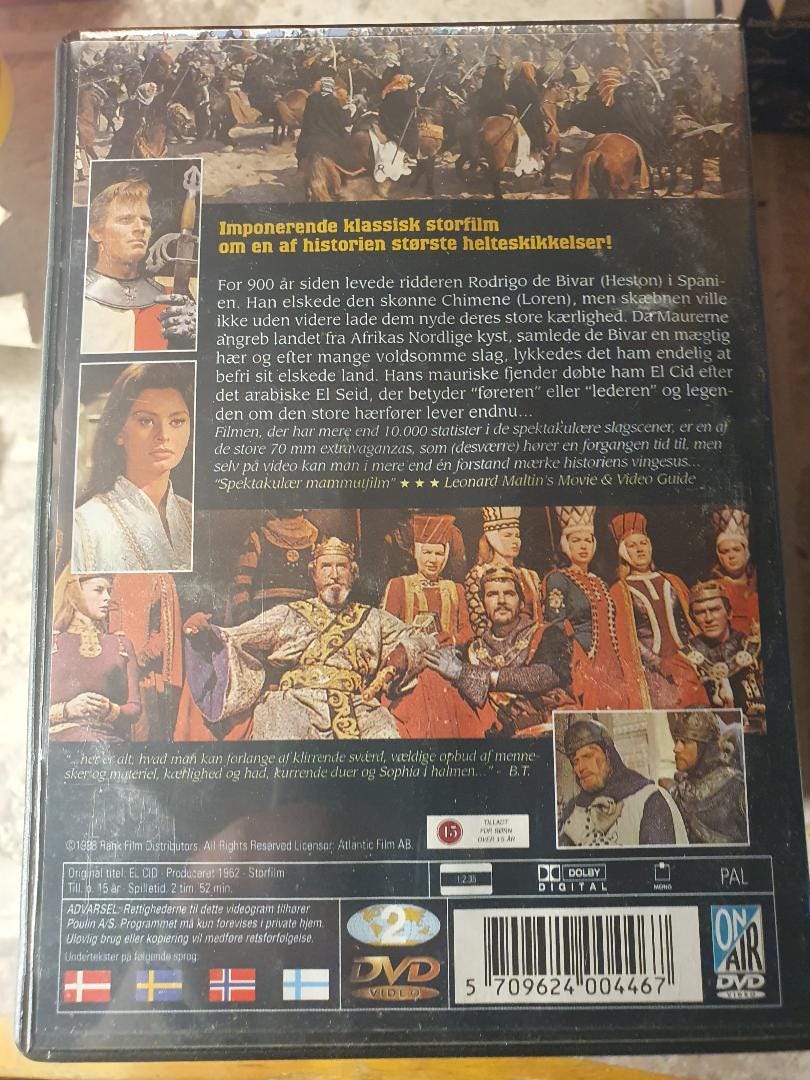 Imponerende klassisk storfilm
om en af historien største helteskikkelser!
For 900 år siden levede ridderen Rodrigo de Bivar (Heston) i Spani-
en. Han elskede den skønne Chimene (Loren), men skæbnen ville
ikke uden videre lade dem nyde deres store kærlighed. Da Maurerne
angreb landet fra Afrikas Nordlige kyst, samlede de Bivar en mægtig
hær og efter mange voldsomme slag, lykkedes det ham endelig at
befri sit elskede land. Hans mauriske fjender døbte ham El Cid efter
det arabiske El Seid, der betyder "føreren" eller "lederen" og legen-
den om den store hærfører lever endnu...
Filmen, der har mere end 10.000 statister i de spektakulære slagscener, er en af
de store 70 mm extravaganzas, som (desværre) hører en forgangen tid til, men
selv på video kan man i mere end én forstand mærke historiens vingesus...
"Spektakulær mammutfilm" ★ ★ ★ Leonard Maltin's Movie & Video Guide
"...her er alt, hvad man kan forlange af klirrende sværd, vældige opbud af menne-
sker og materiel, kærlighed og had, kurrende duer og Sophia i halmen..." - B.T.
15
TILLADT
FOR BØRN
OVER 15 ÅR
Rank Film Distributors. All Rights Reserved Licensor: Atlantic Film AB.
Original titel: EL CID · Produceret 1962 · Storfilm
Till. p. 15 år · Spilletid: 2 tim. 52 min.
1:2.35
DOLBY
DIGITAL
MONO
PAL
ADVARSEL: Rettighederne til dette videogram tilhører
Poulin A/S. Programmet må kun forevises i private hjem.
Ulovlig brug eller kopiering vil medføre retsforfølgelse.
Undertekster på følgende sprog:
2
DVD
VIDEO
5 709624 004467
ON
AIR
DVD
VIDEO